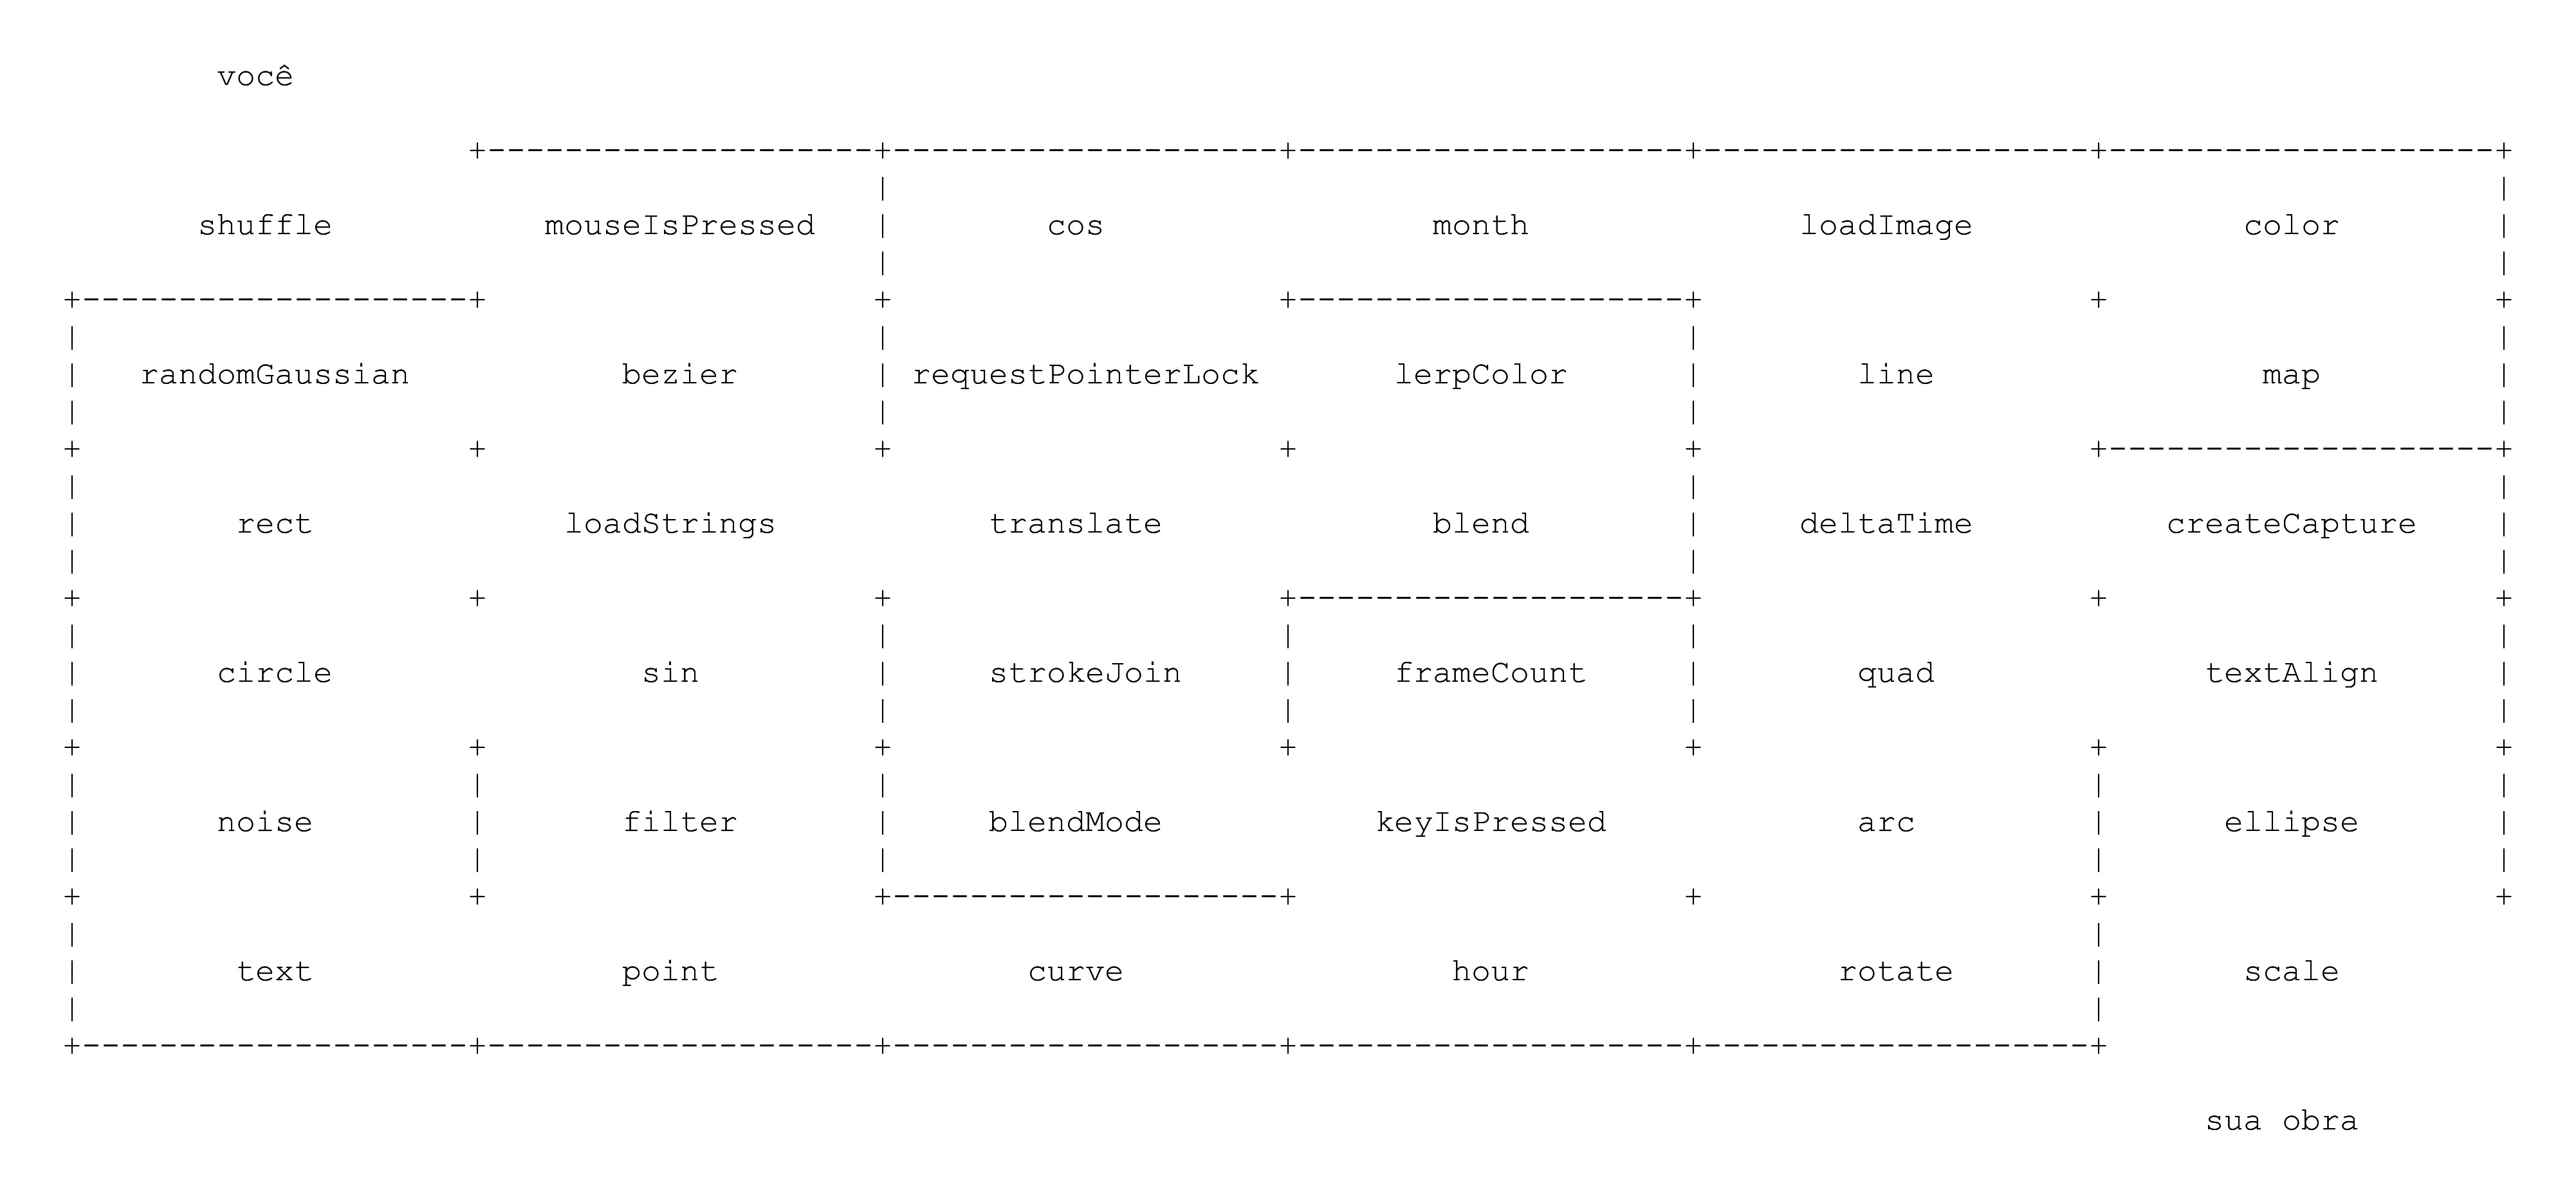 você
shuffle mouseIsPressed cos month loadImage color
randomGaussian bezier requestPointerLock lerpColor line map
rect loadStrings translate blend deltaTime createCapture
circle sin strokeJoin frameCount quad textAlign
noise filter blendMode keyIsPressed arc ellipse
text point curve hour rotate scale
sua obra